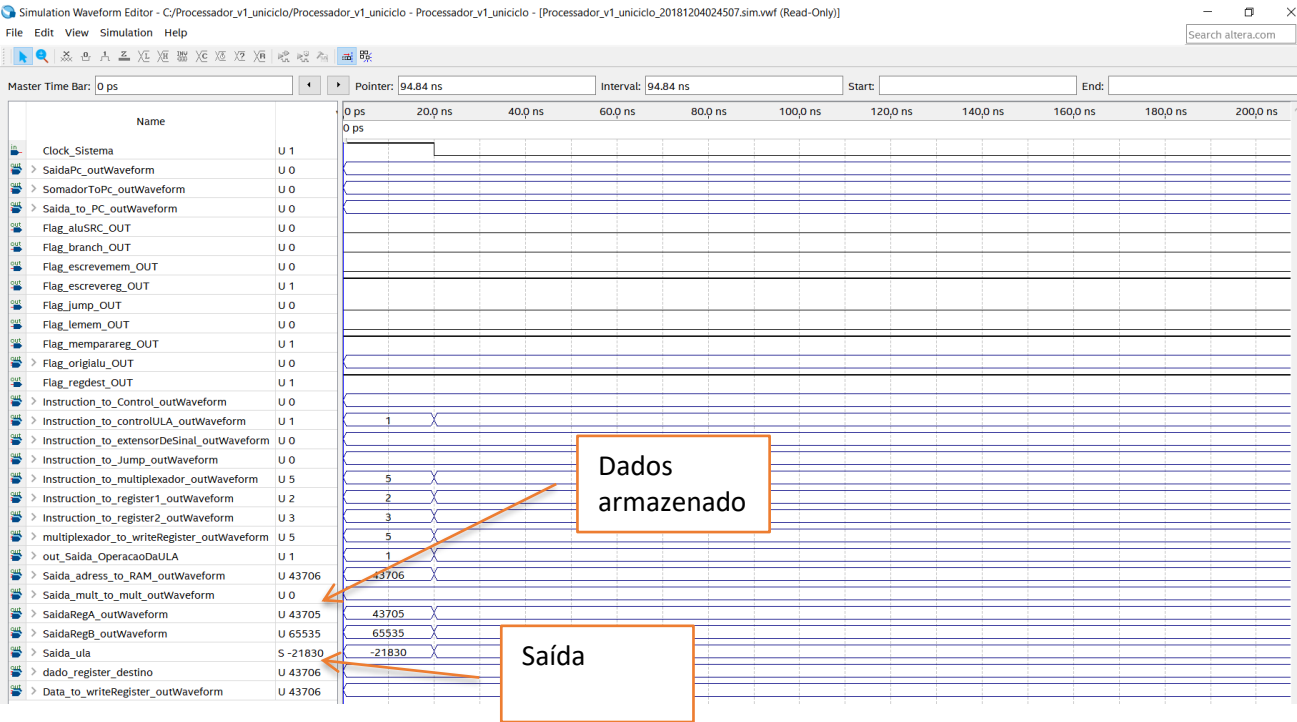 Simulation Waveform Editor - C:/Processador_v1_uniciclo/Processador_v1_uniciclo - Processador_v1_uniciclo - [Processador_v1_uniciclo_20181204024507.sim.vwf (Read-Only)]
File Edit View Simulation Help
Search altera.com
Master Time Bar: 0 ps Pointer: 94.84 ns Interval: 94.84 ns Start: End:
Name
0 ps 20.0 ns 40.0 ns 60.0 ns 80.0 ns 100.0 ns 120.0 ns 140.0 ns 160.0 ns 180.0 ns 200.0 ns
0 ps
Clock_Sistema U 1
SaidaPc_outWaveform U 0
SomadorToPc_outWaveform U 0
Saida_to_PC_outWaveform U 0
Flag_aluSRC_OUT U 0
Flag_branch_OUT U 0
Flag_escrevemem_OUT U 0
Flag_escrevereg_OUT U 1
Flag_jump_OUT U 0
Flag_lemem_OUT U 0
Flag_memparareg_OUT U 1
Flag_origialu_OUT U 0
Flag_regdest_OUT U 1
Instruction_to_Control_outWaveform U 0
Instruction_to_controlULA_outWaveform U 1 1
Instruction_to_extensorDeSinal_outWaveform U 0
Instruction_to_Jump_outWaveform U 0
Instruction_to_multiplexador_outWaveform U 5 5
Instruction_to_register1_outWaveform U 2 2
Instruction_to_register2_outWaveform U 3 3
multiplexador_to_writeRegister_outWaveform U 5 5
out_Saida_OperacaoDaULA U 1 1
Saida_adress_to_RAM_outWaveform U 43706 43706
Saida_mult_to_mult_outWaveform U 0
SaidaRegA_outWaveform U 43705 43705
SaidaRegB_outWaveform U 65535 65535
Saida_ula S -21830 -21830
dado_register_destino U 43706
Data_to_writeRegister_outWaveform U 43706
Dados
armazenado
Saída